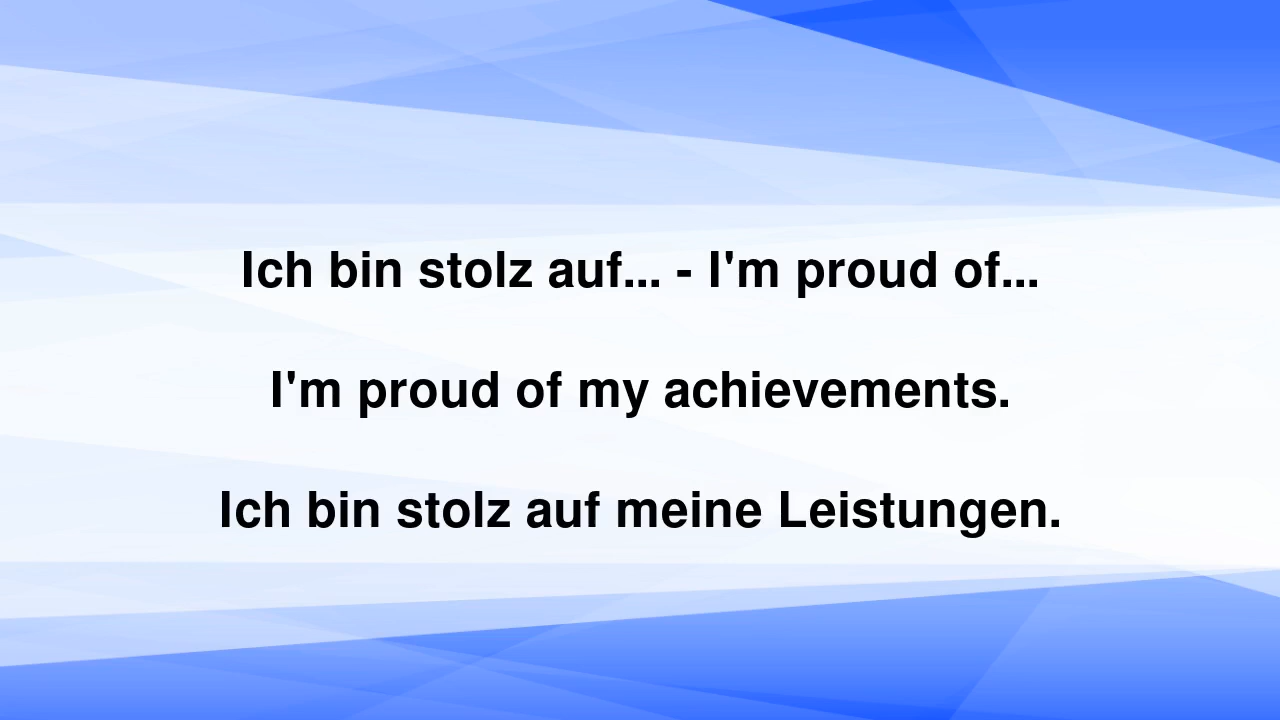 Ich bin stolz auf... - I'm proud of...
I'm proud of my achievements.
Ich bin stolz auf meine Leistungen.